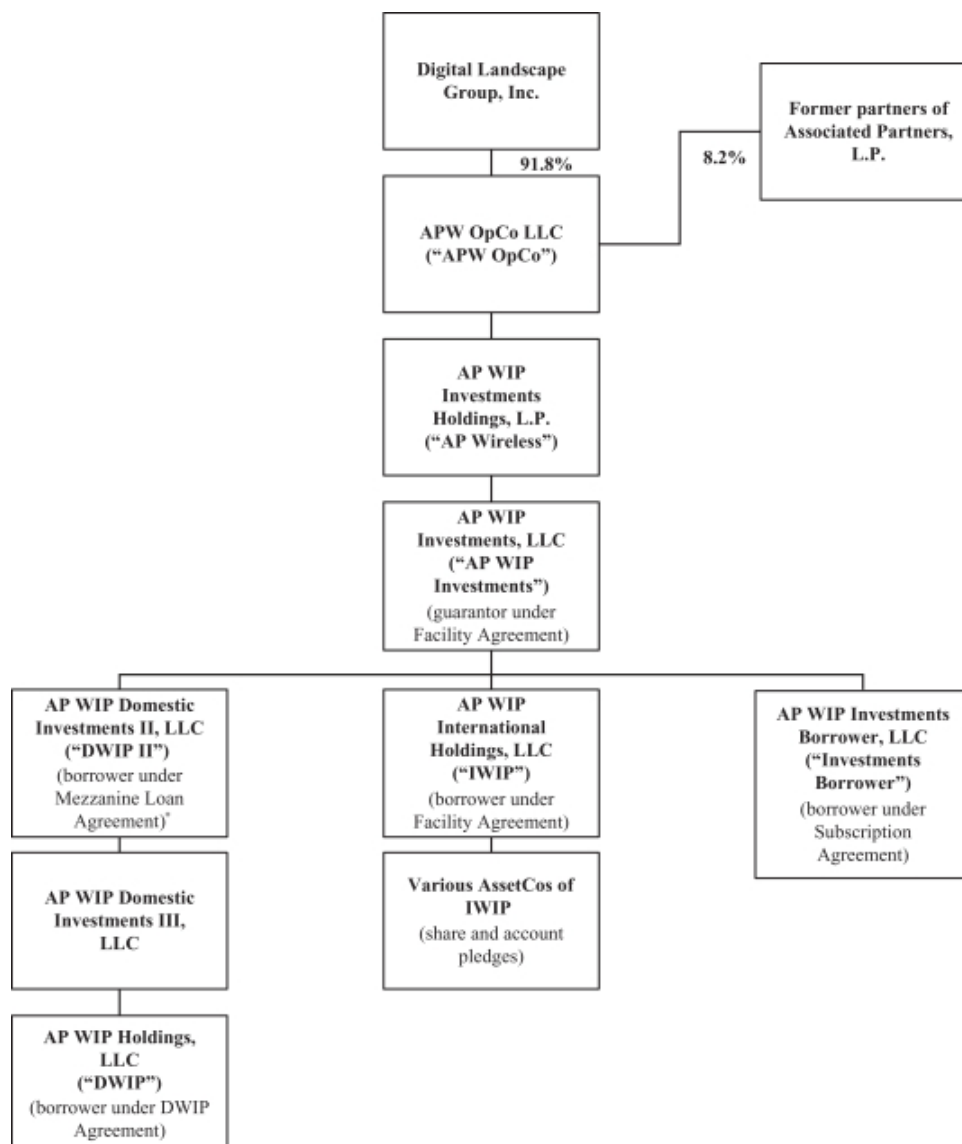 Digital Landscape
Group, Inc.
Former partners of
Associated Partners,
L.P.
91.8%
8.2%
APW OpCo LLC
(“APW OpCo”)
AP WIP
Investments
Holdings, L.P.
(“AP Wireless”)
AP WIP
Investments, LLC
(“AP WIP
Investments”)
(guarantor under
Facility Agreement)
AP WIP Domestic
Investments II, LLC
(“DWIP II”)
(borrower under
Mezzanine Loan
Agreement)*
AP WIP
International
Holdings, LLC
(“IWIP”)
(borrower under
Facility Agreement)
AP WIP Investments
Borrower, LLC
(“Investments
Borrower”)
(borrower under
Subscription
Agreement)
AP WIP Domestic
Investments III,
LLC
Various AssetCos of
IWIP
(share and account
pledges)
AP WIP Holdings,
LLC
(“DWIP”)
(borrower under DWIP
Agreement)